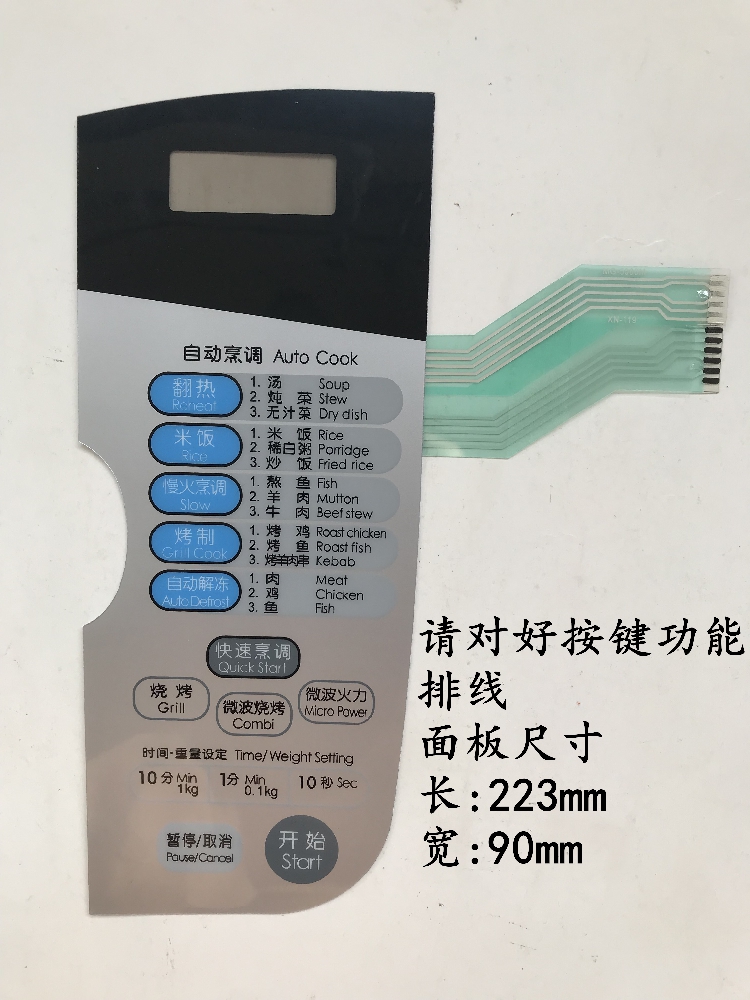 自动烹调 Auto Cook
翻热 Reheat
1. 汤 Soup
2. 炖菜 Stew
3. 无汁菜 Dry dish
米饭 Rice
1. 米饭 Rice
2. 稀白粥 Porridge
3. 炒饭 Fried rice
慢火烹调 Slow
1. 熬鱼 Fish
2. 羊肉 Mutton
3. 牛肉 Beef stew
烤制 Grill Cook
1. 烤鸡 Roast chicken
2. 烤鱼 Roast fish
3. 烤羊肉串 Kebab
自动解冻 Auto Defrost
1. 肉 Meat
2. 鸡 Chicken
3. 鱼 Fish
快速烹调
Quick Start
烧烤
Grill
微波烧烤
Combi
微波火力
Micro Power
时间-重量设定 Time/Weight Setting
10分 Min 1kg
1分 Min 0.1kg
10秒 Sec
暂停/取消
Pause/Cancel
开始
Start
请对好按键功能
排线
面板尺寸
长:223mm
宽:90mm